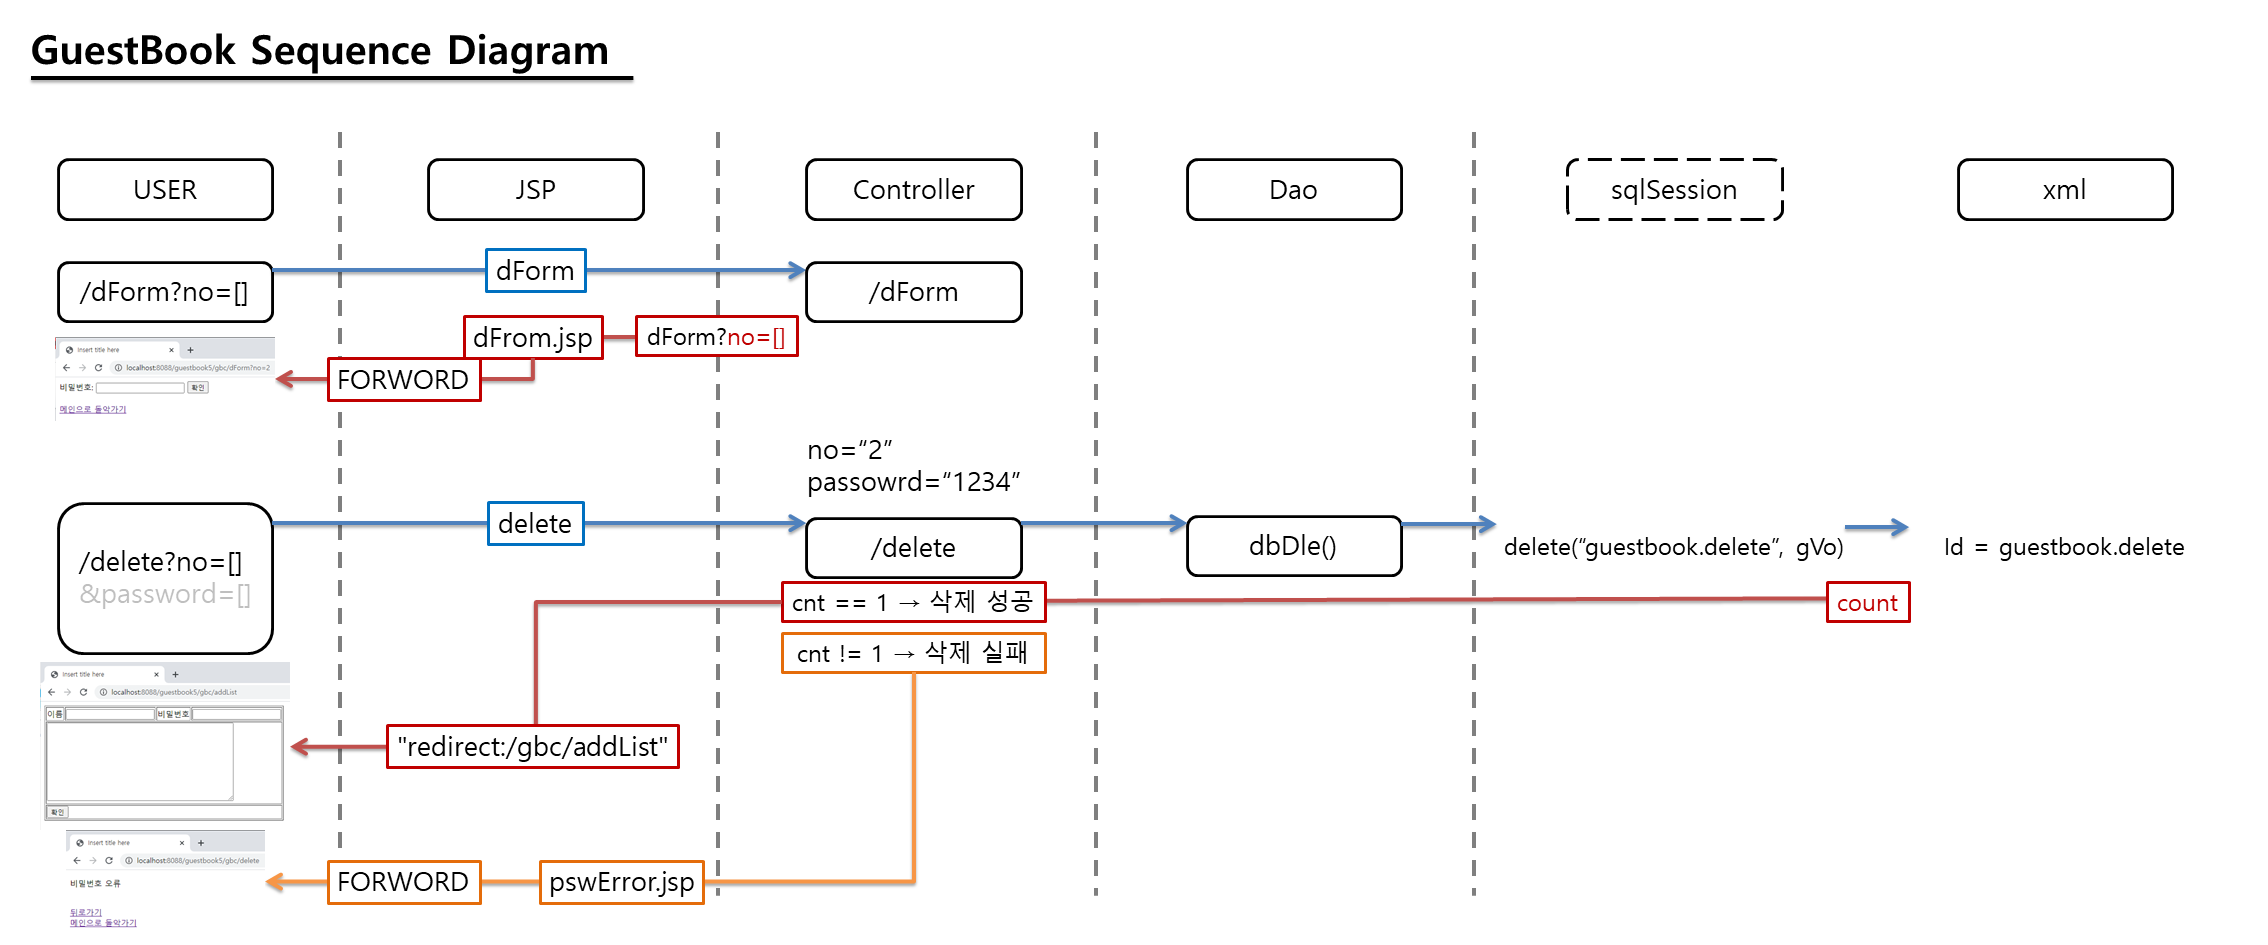 GuestBook Sequence Diagram
USER
JSP
Controller
Dao
sqlSession
xml
/dForm?no=[]
dForm
/dForm
dFrom.jsp
dForm?no=[]
FORWORD
Insert title here
localhost:8088/guestbook5/gbc/dForm?no=2
비밀번호:
확인
메인으로 돌악가기
no=“2”
passowrd=“1234”
/delete?no=[]
&password=[]
delete
/delete
dbDle()
delete(“guestbook.delete”, gVo)
Id = guestbook.delete
cnt == 1 → 삭제 성공
count
cnt != 1 → 삭제 실패
Insert title here
localhost:8088/guestbook5/gbc/addList
이름
비밀번호
확인
"redirect:/gbc/addList"
Insert title here
localhost:8088/guestbook5/gbc/delete
비밀번호 오류
뒤로가기
메인으로 돌악가기
FORWORD
pswError.jsp